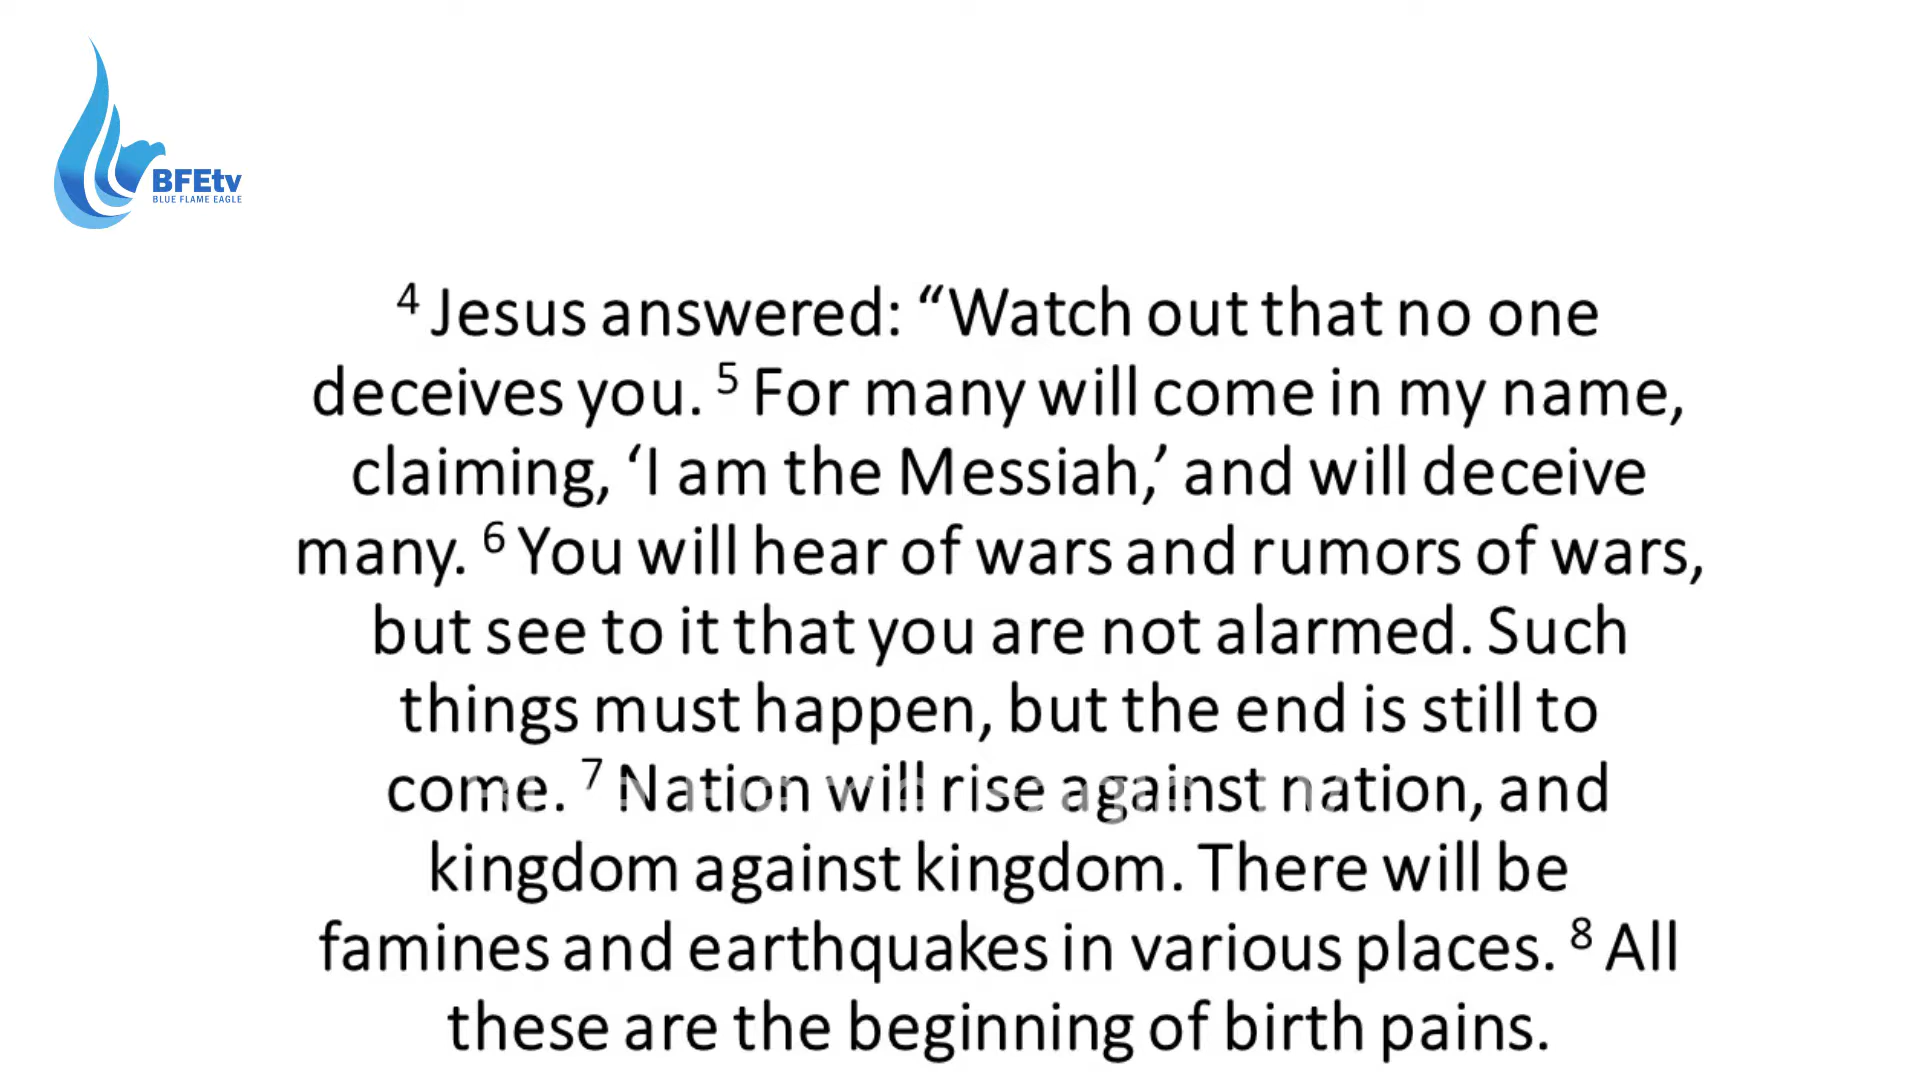 BFEtv
BLUE FLAME EAGLE
4 Jesus answered: “Watch out that no one
deceives you. 5 For many will come in my name,
claiming, ‘I am the Messiah,’ and will deceive
many. 6 You will hear of wars and rumors of wars,
but see to it that you are not alarmed. Such
things must happen, but the end is still to
come. 7 Nation will rise against nation, and
kingdom against kingdom. There will be
famines and earthquakes in various places. 8 All
these are the beginning of birth pains.